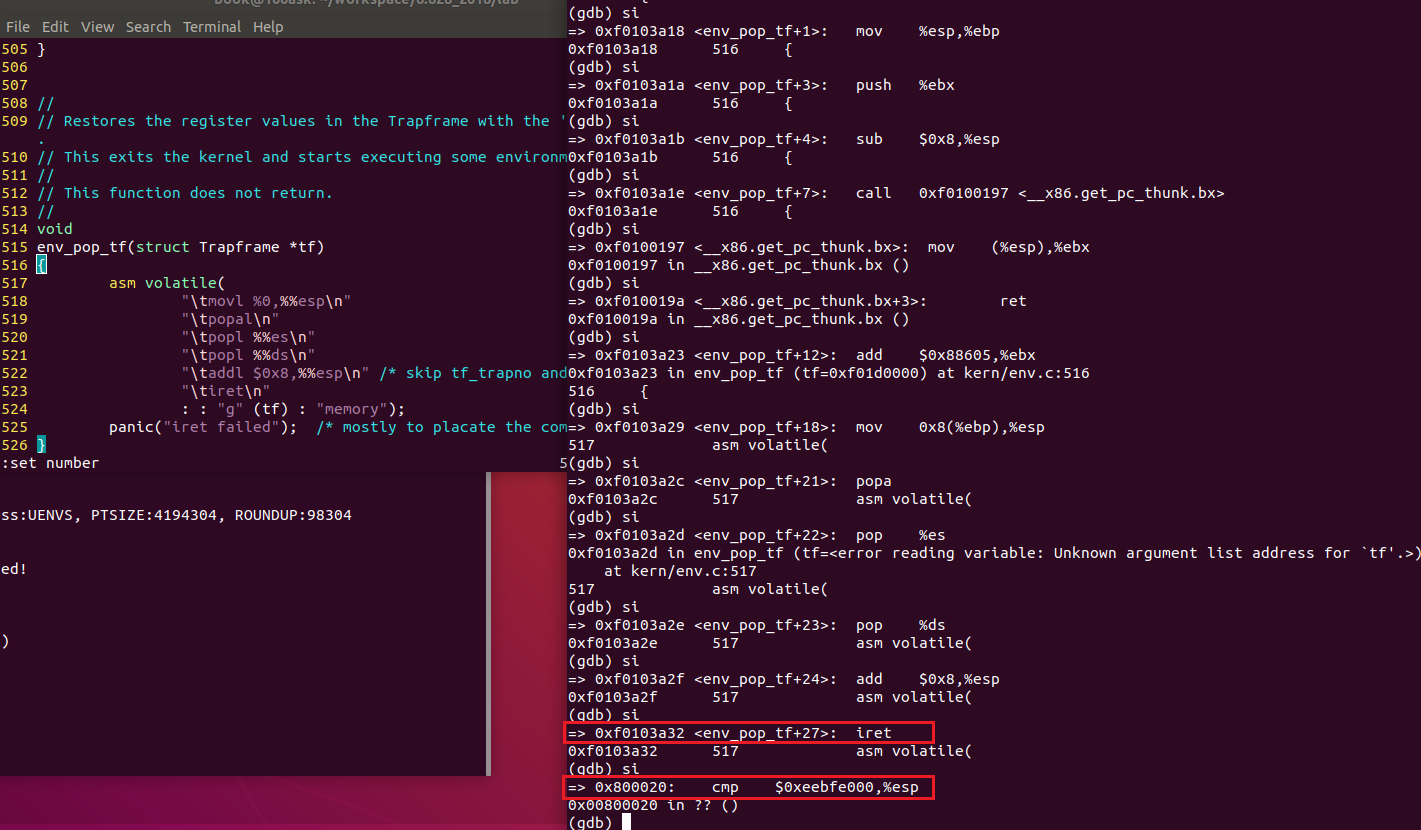 book@100ask: ~/workspace/6.828_2018/lab
File Edit View Search Terminal Help
505 }
506
507
508 //
509 // Restores the register values in the Trapframe with the '
.
510 // This exits the kernel and starts executing some environm
511 //
512 // This function does not return.
513 //
514 void
515 env_pop_tf(struct Trapframe *tf)
516 {
517 asm volatile(
518 "\tmovl %0,%%esp\n"
519 "\tpopal\n"
520 "\tpopl %%es\n"
521 "\tpopl %%ds\n"
522 "\taddl $0x8,%%esp\n" /* skip tf_trapno and
523 "\tiret\n"
524 : : "g" (tf) : "memory");
525 panic("iret failed"); /* mostly to placate the com
526 }
:set number 5
ss:UENVS, PTSIZE:4194304, ROUNDUP:98304
ed!
)
(gdb) si
=> 0xf0103a18 <env_pop_tf+1>: mov %esp,%ebp
0xf0103a18 516 {
(gdb) si
=> 0xf0103a1a <env_pop_tf+3>: push %ebx
0xf0103a1a 516 {
(gdb) si
=> 0xf0103a1b <env_pop_tf+4>: sub $0x8,%esp
0xf0103a1b 516 {
(gdb) si
=> 0xf0103a1e <env_pop_tf+7>: call 0xf0100197 <__x86.get_pc_thunk.bx>
0xf0103a1e 516 {
(gdb) si
=> 0xf0100197 <__x86.get_pc_thunk.bx>: mov (%esp),%ebx
0xf0100197 in __x86.get_pc_thunk.bx ()
(gdb) si
=> 0xf010019a <__x86.get_pc_thunk.bx+3>: ret
0xf010019a in __x86.get_pc_thunk.bx ()
(gdb) si
=> 0xf0103a23 <env_pop_tf+12>: add $0x88605,%ebx
0xf0103a23 in env_pop_tf (tf=0xf01d0000) at kern/env.c:516
516 {
(gdb) si
=> 0xf0103a29 <env_pop_tf+18>: mov 0x8(%ebp),%esp
517 asm volatile(
(gdb) si
=> 0xf0103a2c <env_pop_tf+21>: popa
0xf0103a2c 517 asm volatile(
(gdb) si
=> 0xf0103a2d <env_pop_tf+22>: pop %es
0xf0103a2d in env_pop_tf (tf=<error reading variable: Unknown argument list address for `tf'.>)
at kern/env.c:517
517 asm volatile(
(gdb) si
=> 0xf0103a2e <env_pop_tf+23>: pop %ds
0xf0103a2e 517 asm volatile(
(gdb) si
=> 0xf0103a2f <env_pop_tf+24>: add $0x8,%esp
0xf0103a2f 517 asm volatile(
(gdb) si
=> 0xf0103a32 <env_pop_tf+27>: iret
0xf0103a32 517 asm volatile(
(gdb) si
=> 0x800020: cmp $0xeebfe000,%esp
0x00800020 in ?? ()
(gdb)